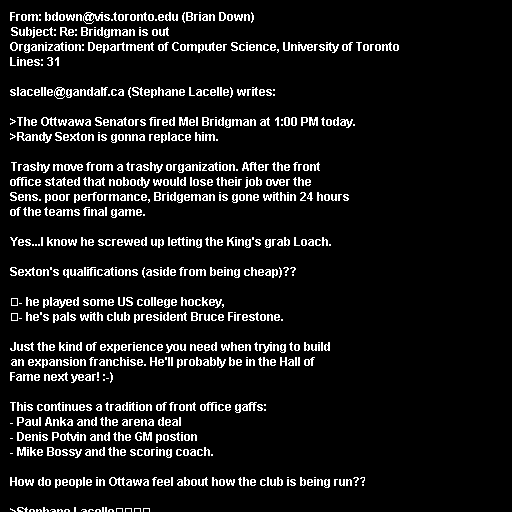 From: bdown@vis.toronto.edu (Brian Down)
Subject: Re: Bridgman is out
Organization: Department of Computer Science, University of Toronto
Lines: 31

slacelle@gandalf.ca (Stephane Lacelle) writes:

>The Ottwawa Senators fired Mel Bridgman at 1:00 PM today.
>Randy Sexton is gonna replace him.

Trashy move from a trashy organization. After the front
office stated that nobody would lose their job over the
Sens. poor performance, Bridgeman is gone within 24 hours
of the teams final game.

Yes...I know he screwed up letting the King's grab Loach.

Sexton's qualifications (aside from being cheap)??

- he played some US college hockey,
- he's pals with club president Bruce Firestone.

Just the kind of experience you need when trying to build
an expansion franchise. He'll probably be in the Hall of
Fame next year! :-)

This continues a tradition of front office gaffs:
- Paul Anka and the arena deal
- Denis Potvin and the GM postion
- Mike Bossy and the scoring coach.

How do people in Ottawa feel about how the club is being run??

>Stephane Lacelle